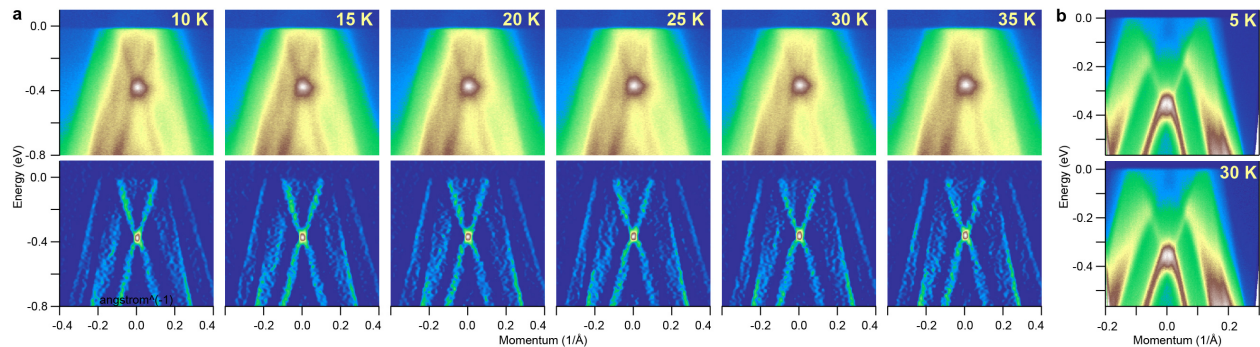 a
10 K
15 K
20 K
25 K
30 K
35 K
Energy (eV)
0.0
-0.4
-0.8
Energy (eV)
0.0
-0.4
-0.8
angstrom^(-1)
-0.4 -0.2 0.0 0.2 0.4
-0.2 0.0 0.2 0.4
-0.2 0.0 0.2 0.4
-0.2 0.0 0.2 0.4
-0.2 0.0 0.2 0.4
-0.2 0.0 0.2 0.4
Momentum (1/Å)
b
5 K
Energy (eV)
0.0
-0.2
-0.4
30 K
Energy (eV)
0.0
-0.2
-0.4
-0.2 0.0 0.2
Momentum (1/Å)